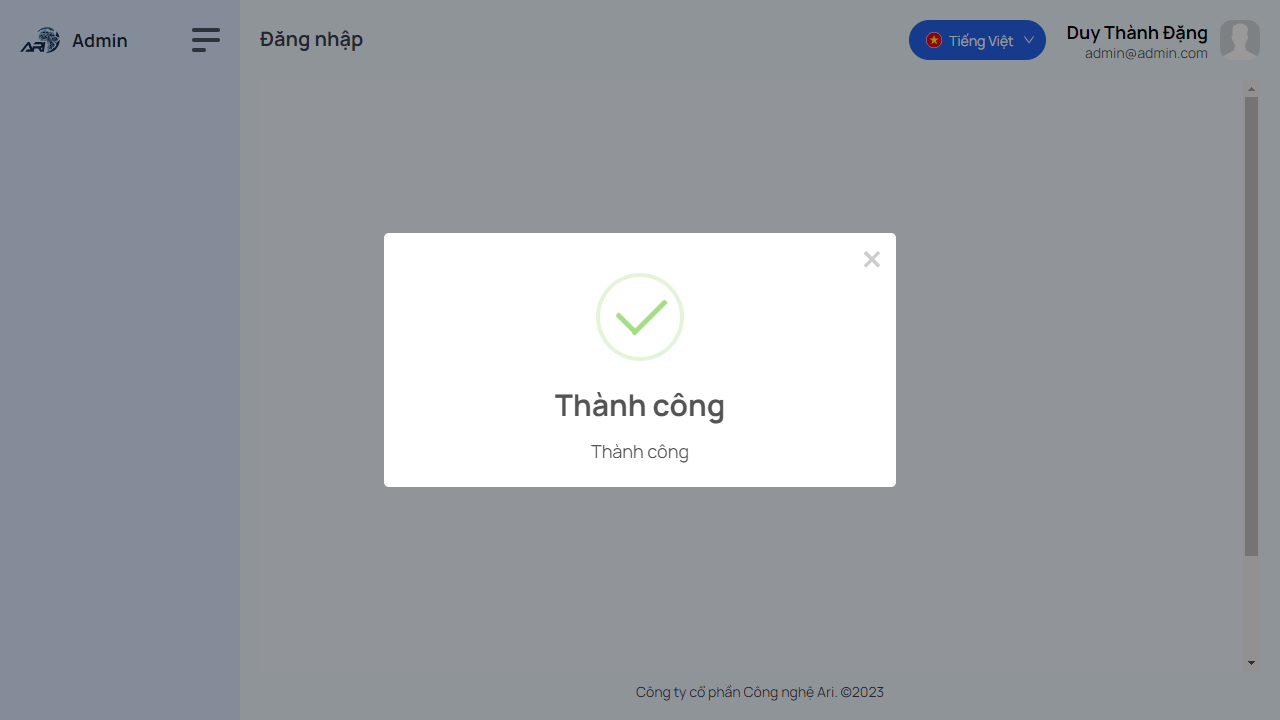 ARI
Admin
Đăng nhập
Tiếng Việt
Duy Thành Đặng
admin@admin.com
Thành công
Thành công
Công ty cổ phần Công nghệ Ari. ©2023